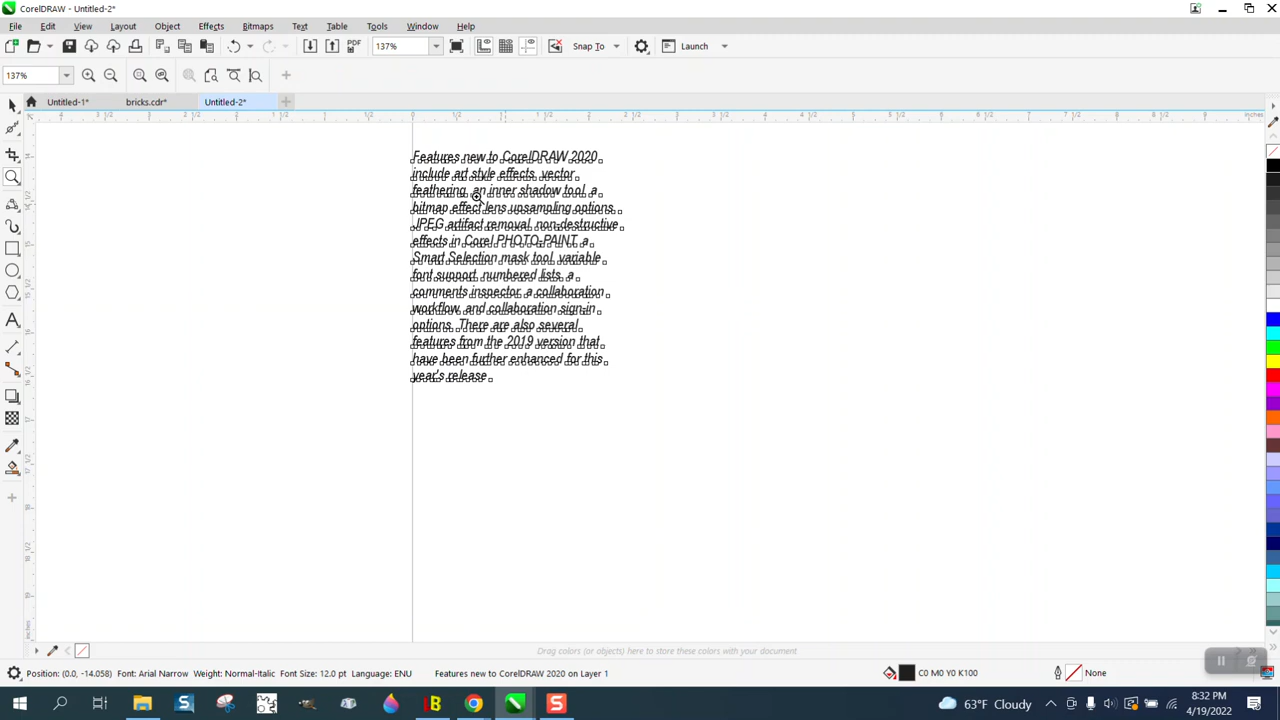 CorelDRAW - Untitled-2*
File Edit View Layout Object Effects Bitmaps Text Table Tools Window Help
PDF 137% Snap To Launch
137%
Untitled-1* bricks.cdr* Untitled-2*
inches
Features new to CorelDRAW 2020
include art style effects, vector
feathering, an inner shadow tool, a
bitmap effect lens upsampling options,
JPEG artifact removal, non-destructive
effects in Corel PHOTO-PAINT, a
Smart Selection mask tool, variable
font support, numbered lists, a
comments inspector, a collaboration
workflow, and collaboration sign-in
options. There are also several
features from the 2019 version that
have been further enhanced for this
year's release.
Drag colors (or objects) here to store these colors with your document
Position: (0.0, -14.058) Font: Arial Narrow Weight: Normal-Italic Font Size: 12.0 pt Language: ENU Features new to CorelDRAW 2020 on Layer 1 C0 M0 Y0 K100 None
63°F Cloudy 8:32 PM
4/19/2022